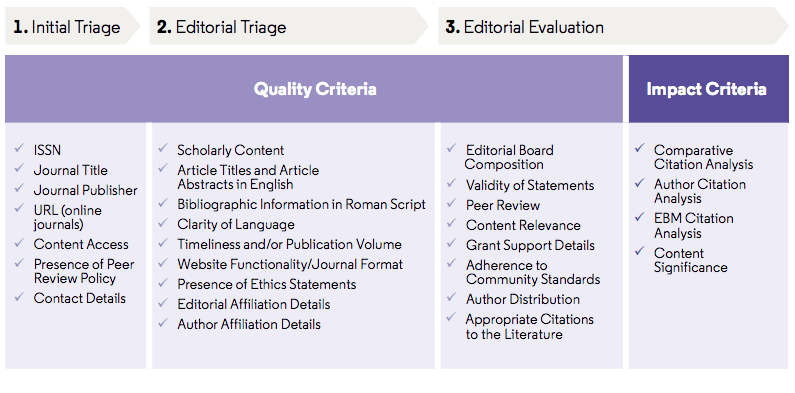 1. Initial Triage
2. Editorial Triage
3. Editorial Evaluation
Quality Criteria
Impact Criteria
ISSN
Journal Title
Journal Publisher
URL (online
journals)
Content Access
Presence of Peer
Review Policy
Contact Details
Scholarly Content
Article Titles and Article
Abstracts in English
Bibliographic Information in Roman Script
Clarity of Language
Timeliness and/or Publication Volume
Website Functionality/Journal Format
Presence of Ethics Statements
Editorial Affiliation Details
Author Affiliation Details
Editorial Board
Composition
Validity of Statements
Peer Review
Content Relevance
Grant Support Details
Adherence to
Community Standards
Author Distribution
Appropriate Citations
to the Literature
Comparative
Citation Analysis
Author Citation
Analysis
EBM Citation
Analysis
Content
Significance